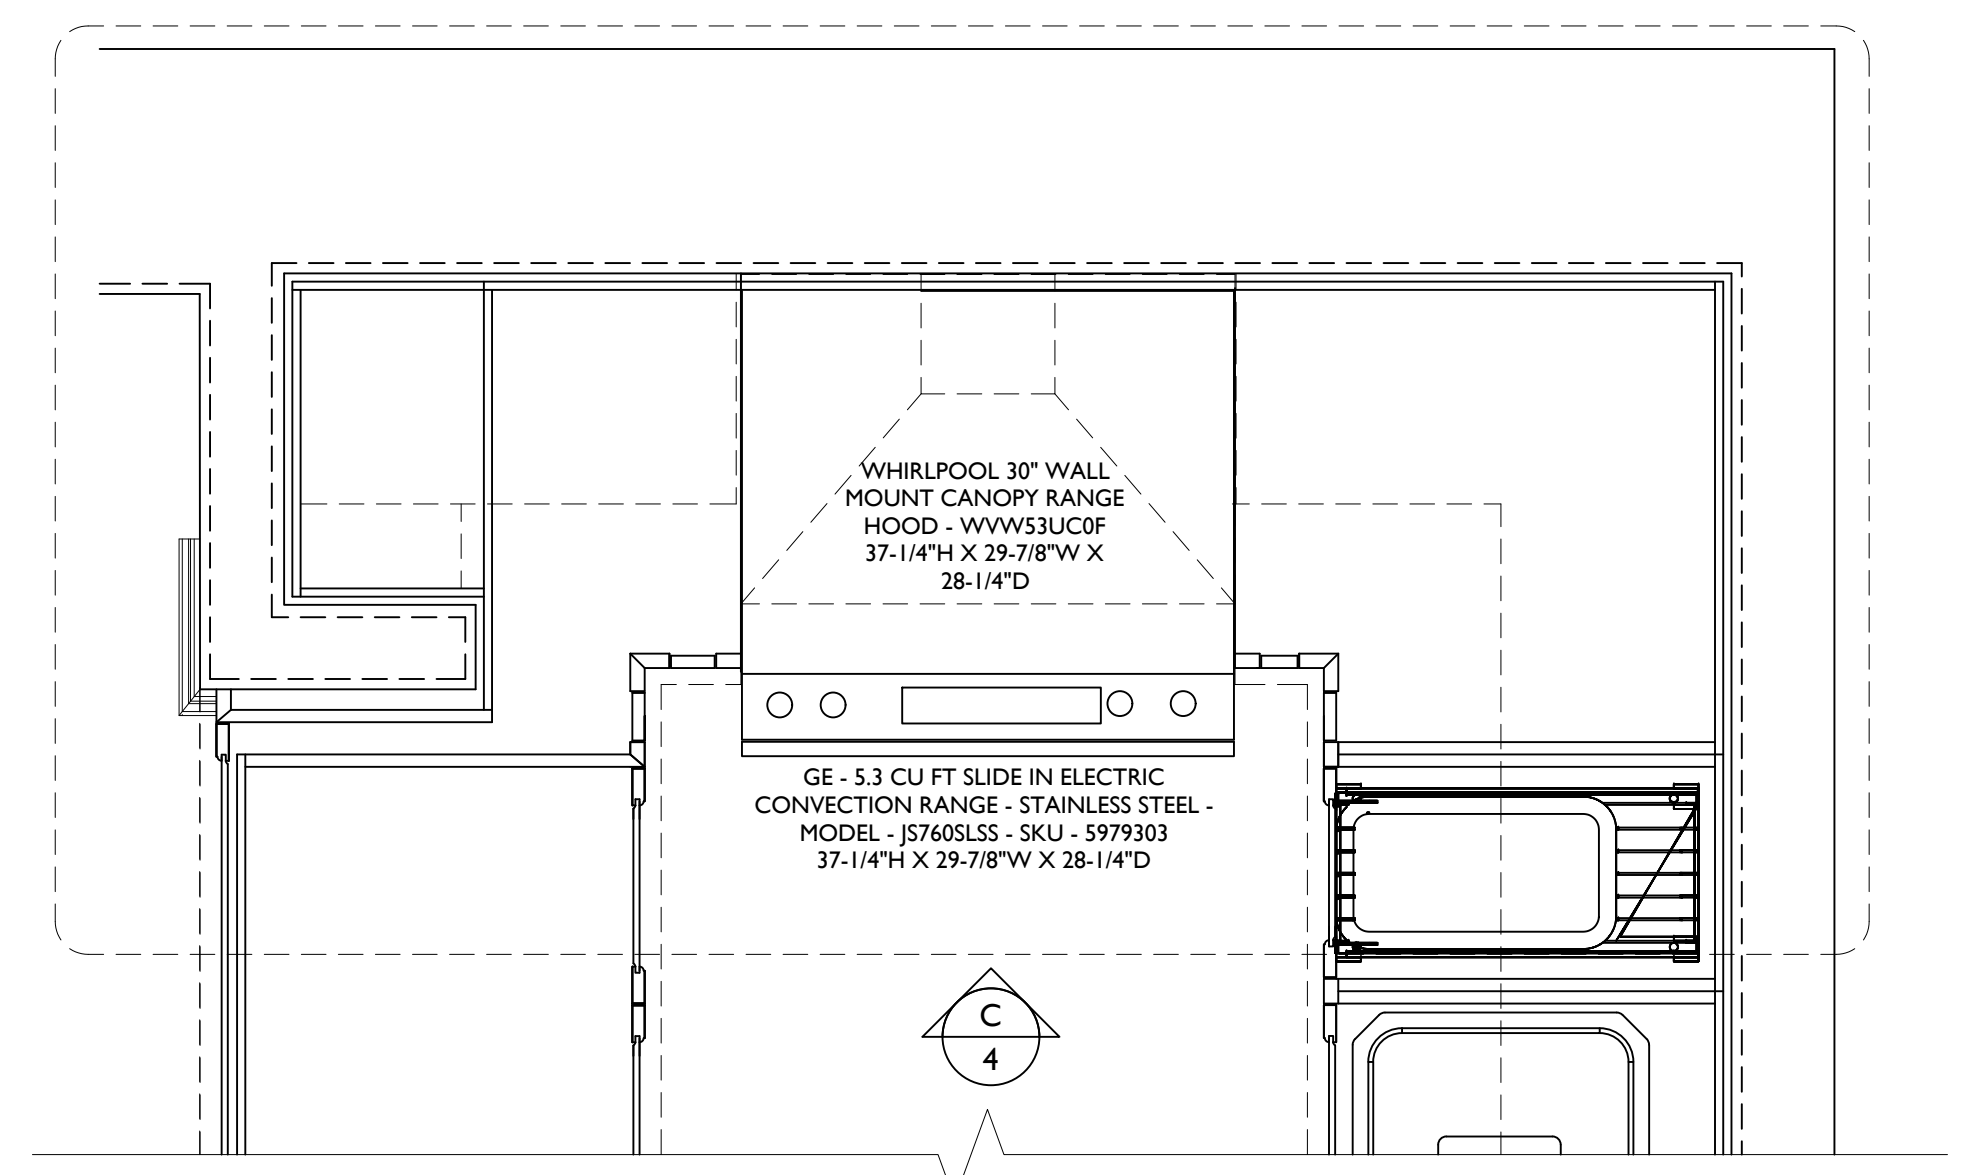 WHIRLPOOL 30" WALL
MOUNT CANOPY RANGE
HOOD - WVW53UC0F
37-1/4"H X 29-7/8"W X
28-1/4"D
GE - 5.3 CU FT SLIDE IN ELECTRIC
CONVECTION RANGE - STAINLESS STEEL -
MODEL - JS760SLSS - SKU - 5979303
37-1/4"H X 29-7/8"W X 28-1/4"D
C
4